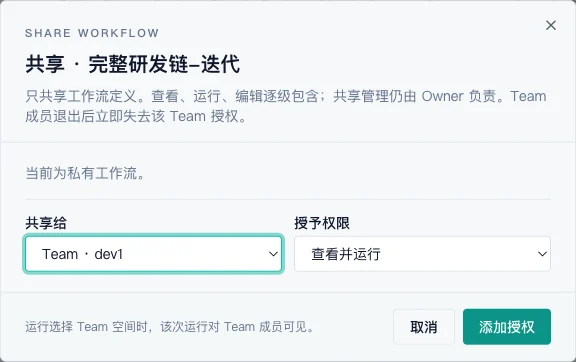 SHARE WORKFLOW
共享 · 完整研发链-迭代
只共享工作流定义。查看、运行、编辑逐级包含；共享管理仍由 Owner 负责。Team
成员退出后立即失去该 Team 授权。
当前为私有工作流。
共享给
授予权限
Team · dev1
查看并运行
运行选择 Team 空间时，该次运行对 Team 成员可见。
取消
添加授权